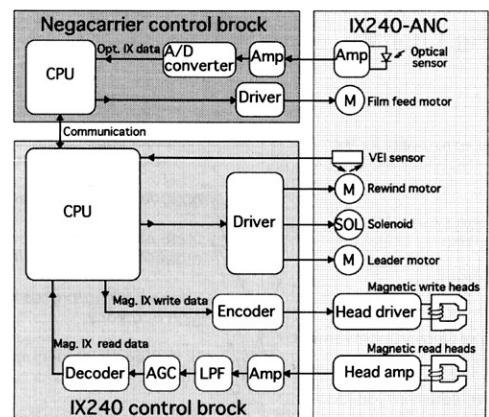 Negacarrier control brock
IX240-ANC
Opt. IX data
A/D
converter
Amp
Amp
Optical
sensor
CPU
Driver
M
Film feed motor
Communication
VEI sensor
CPU
Driver
M
Rewind motor
SOL
Solenoid
M
Leader motor
Mag. IX write data
Encoder
Magnetic write heads
Head driver
Mag. IX read data
Magnetic read heads
Decoder
AGC
LPF
Amp
Head amp
IX240 control brock